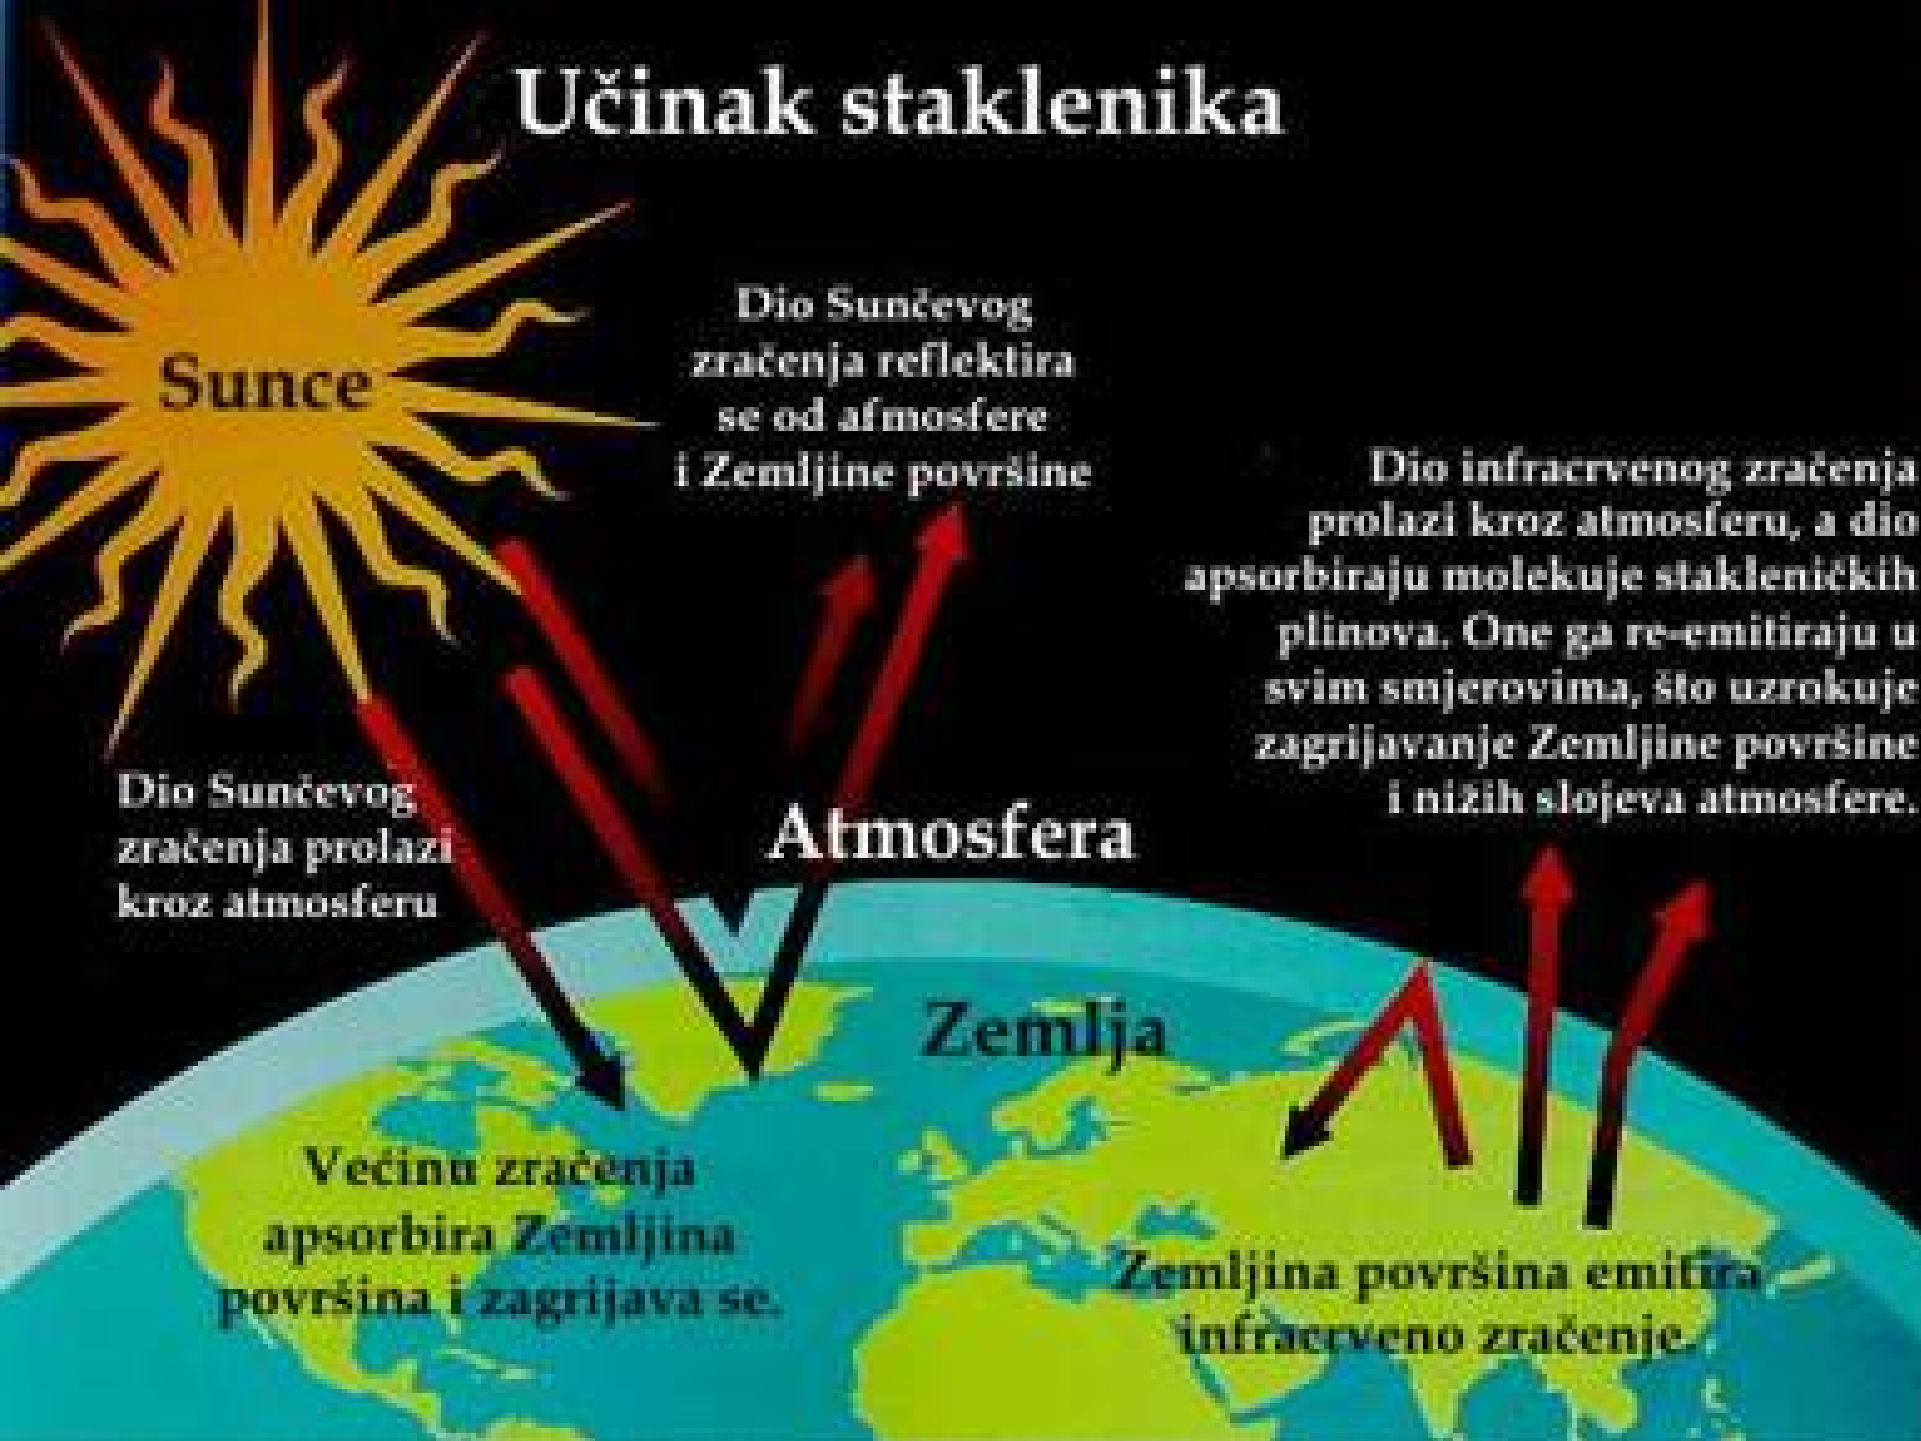 Učinak staklenika
Sunce
Dio Sunčevog
zračenja reflektira
se od atmosfere
i Zemljine površine
Dio infracrvenog zračenja
prolazi kroz atmosferu, a dio
apsorbiraju molekuje stakleničkih
plinova. One ga re-emitiraju u
svim smjerovima, što uzrokuje
zagrijavanje Zemljine površine
i nižih slojeva atmosfere.
Dio Sunčevog
zračenja prolazi
kroz atmosferu
Atmosfera
Zemlja
Većinu zračenja
apsorbira Zemljina
površina i zagrijava se.
Zemljina površina emitira
infracrveno zračenje.